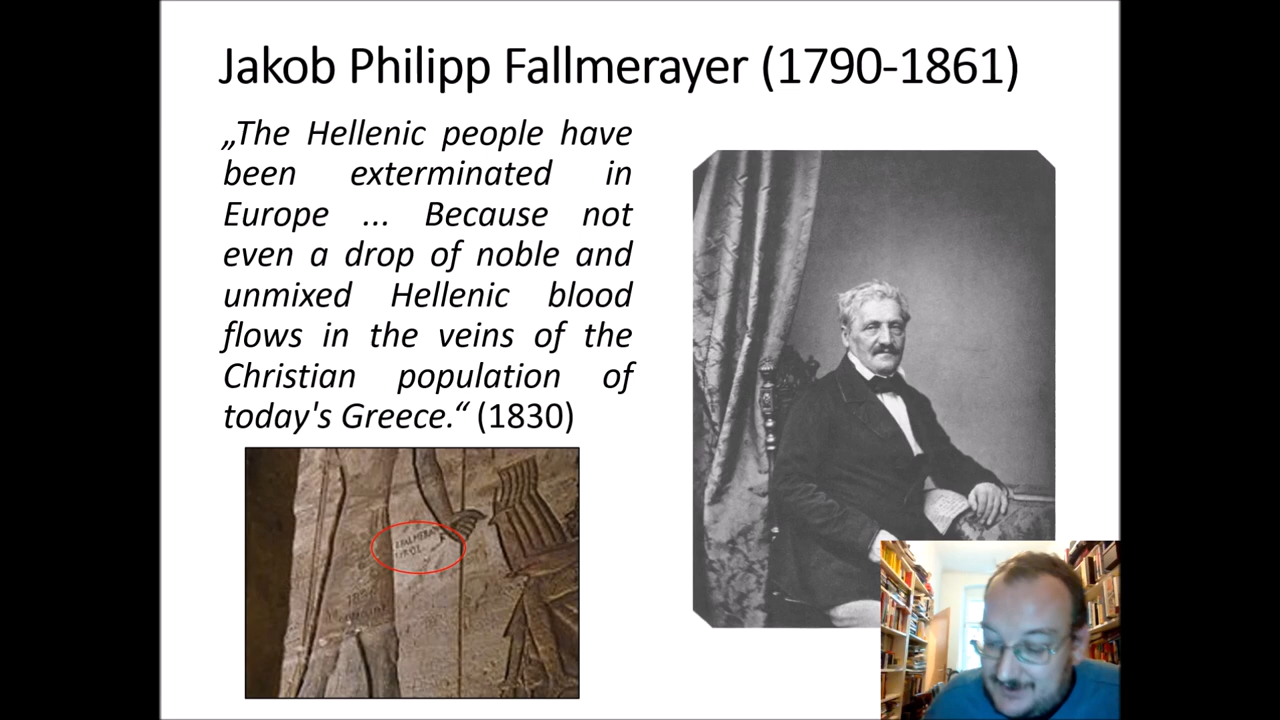 Jakob Philipp Fallmerayer (1790-1861)
„The Hellenic people have
been exterminated in
Europe ... Because not
even a drop of noble and
unmixed Hellenic blood
flows in the veins of the
Christian population of
today's Greece.“ (1830)